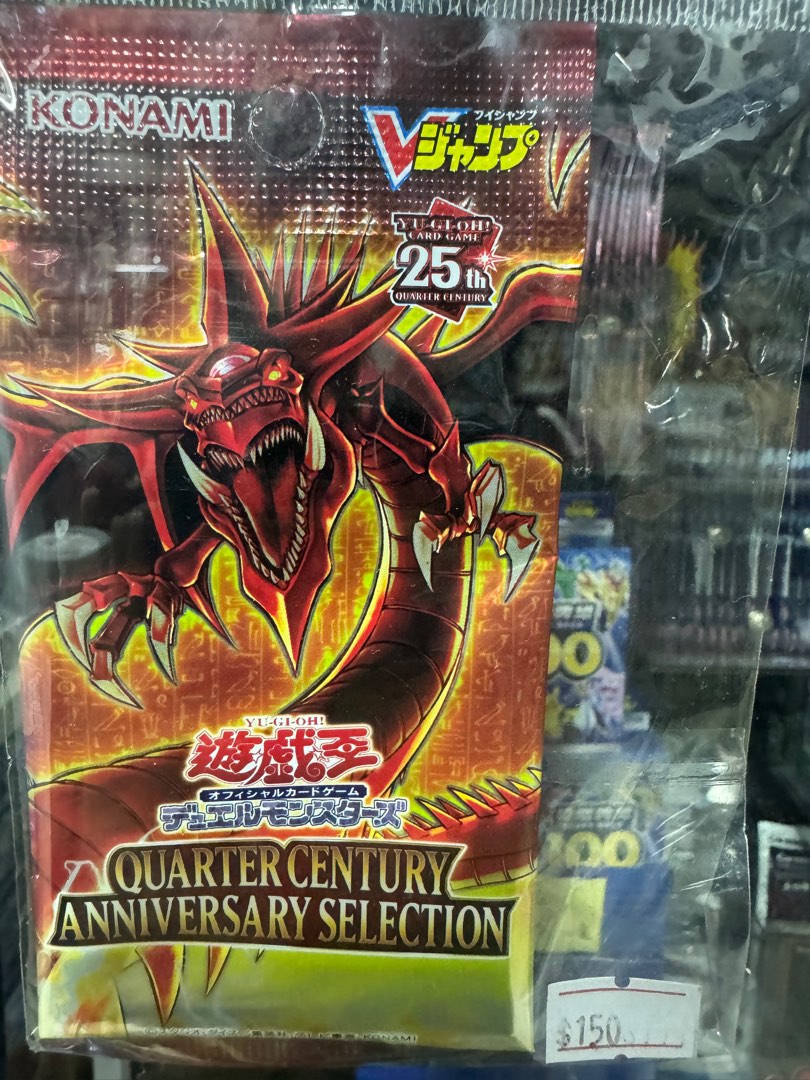 KONAMI
ブイジャンプ
Vジャンプ
YU-GI-OH!
CARD GAME
25th
QUARTER CENTURY
YU-GI-OH!
遊戯王
オフィシャルカードゲーム
デュエルモンスターズ
QUARTER CENTURY
ANNIVERSARY SELECTION
$150